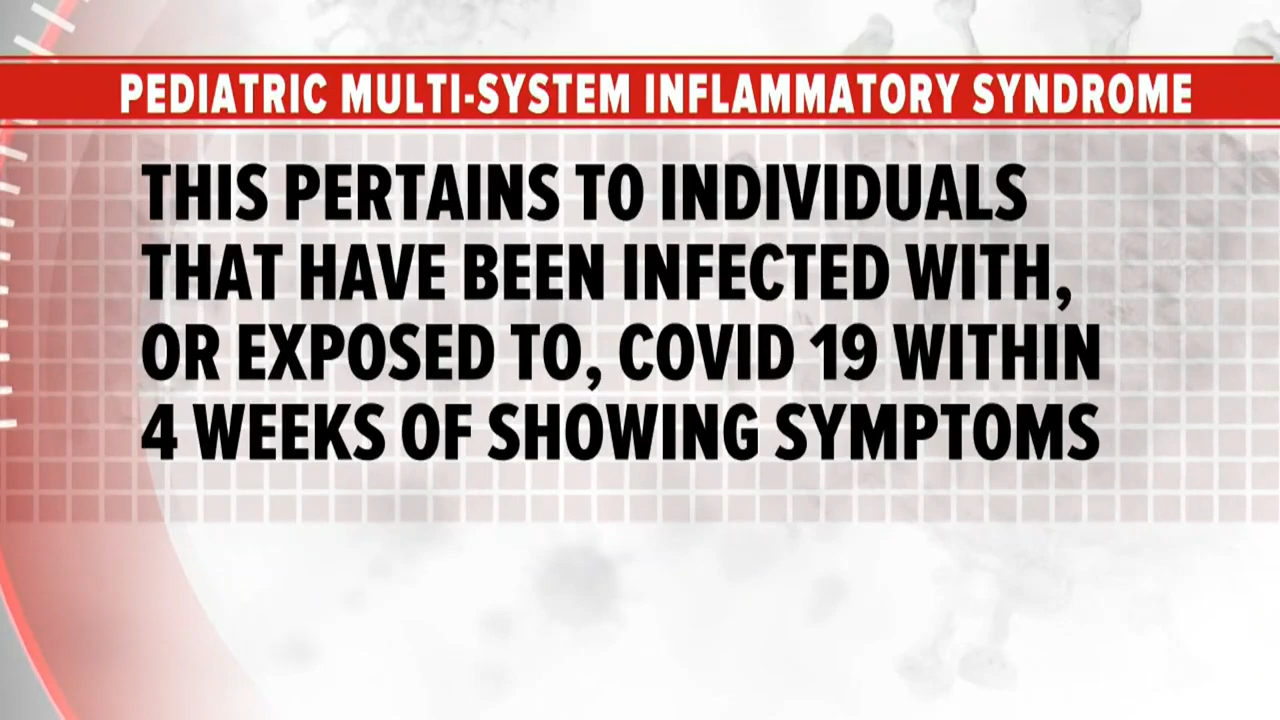 PEDIATRIC MULTI-SYSTEM INFLAMMATORY SYNDROME
THIS PERTAINS TO INDIVIDUALS
THAT HAVE BEEN INFECTED WITH,
OR EXPOSED TO, COVID 19 WITHIN
4 WEEKS OF SHOWING SYMPTOMS